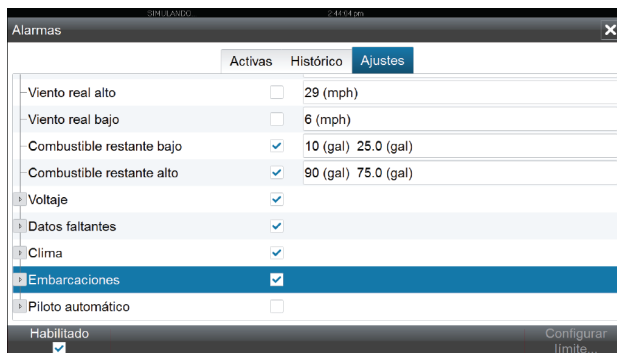 SIMULANDO 2:44:04 pm
Alarmas
Activas Histórico Ajustes
Viento real alto 29 (mph)
Viento real bajo 6 (mph)
Combustible restante bajo 10 (gal) 25.0 (gal)
Combustible restante alto 90 (gal) 75.0 (gal)
Voltaje
Datos faltantes
Clima
Embarcaciones
Piloto automático
Habilitado Configurar
límite...